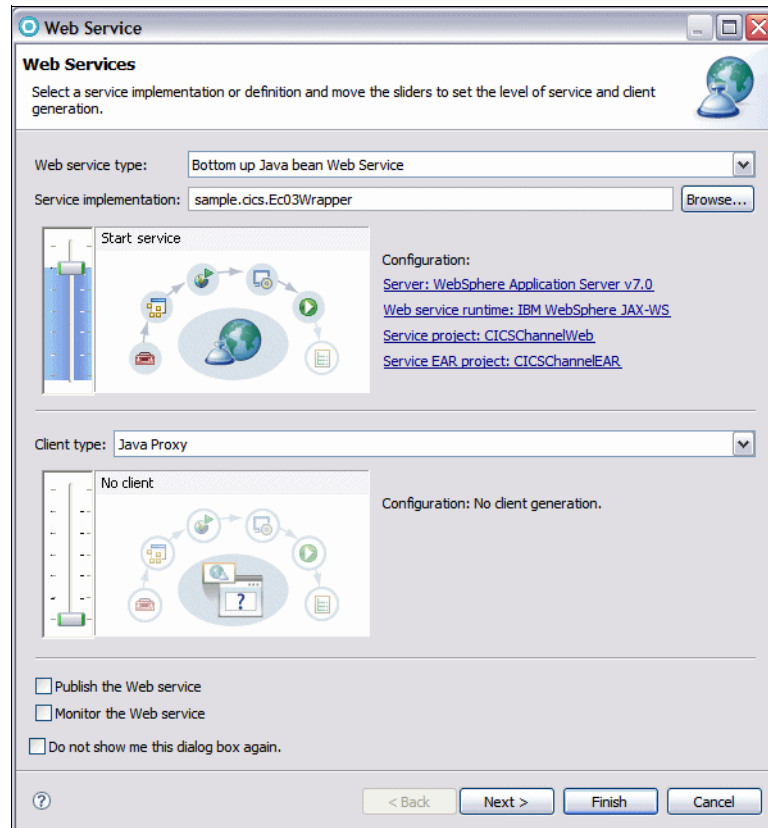 Web Service
Web Services
Select a service implementation or definition and move the sliders to set the level of service and client
generation.
Web service type: Bottom up Java bean Web Service
Service implementation: sample.cics.Ec03Wrapper Browse...
Start service
Configuration:
Server: WebSphere Application Server v7.0
Web service runtime: IBM WebSphere JAX-WS
Service project: CICSChannelWeb
Service EAR project: CICSChannelEAR
Client type: Java Proxy
No client
Configuration: No client generation.
?
Publish the Web service
Monitor the Web service
Do not show me this dialog box again.
? < Back Next > Finish Cancel